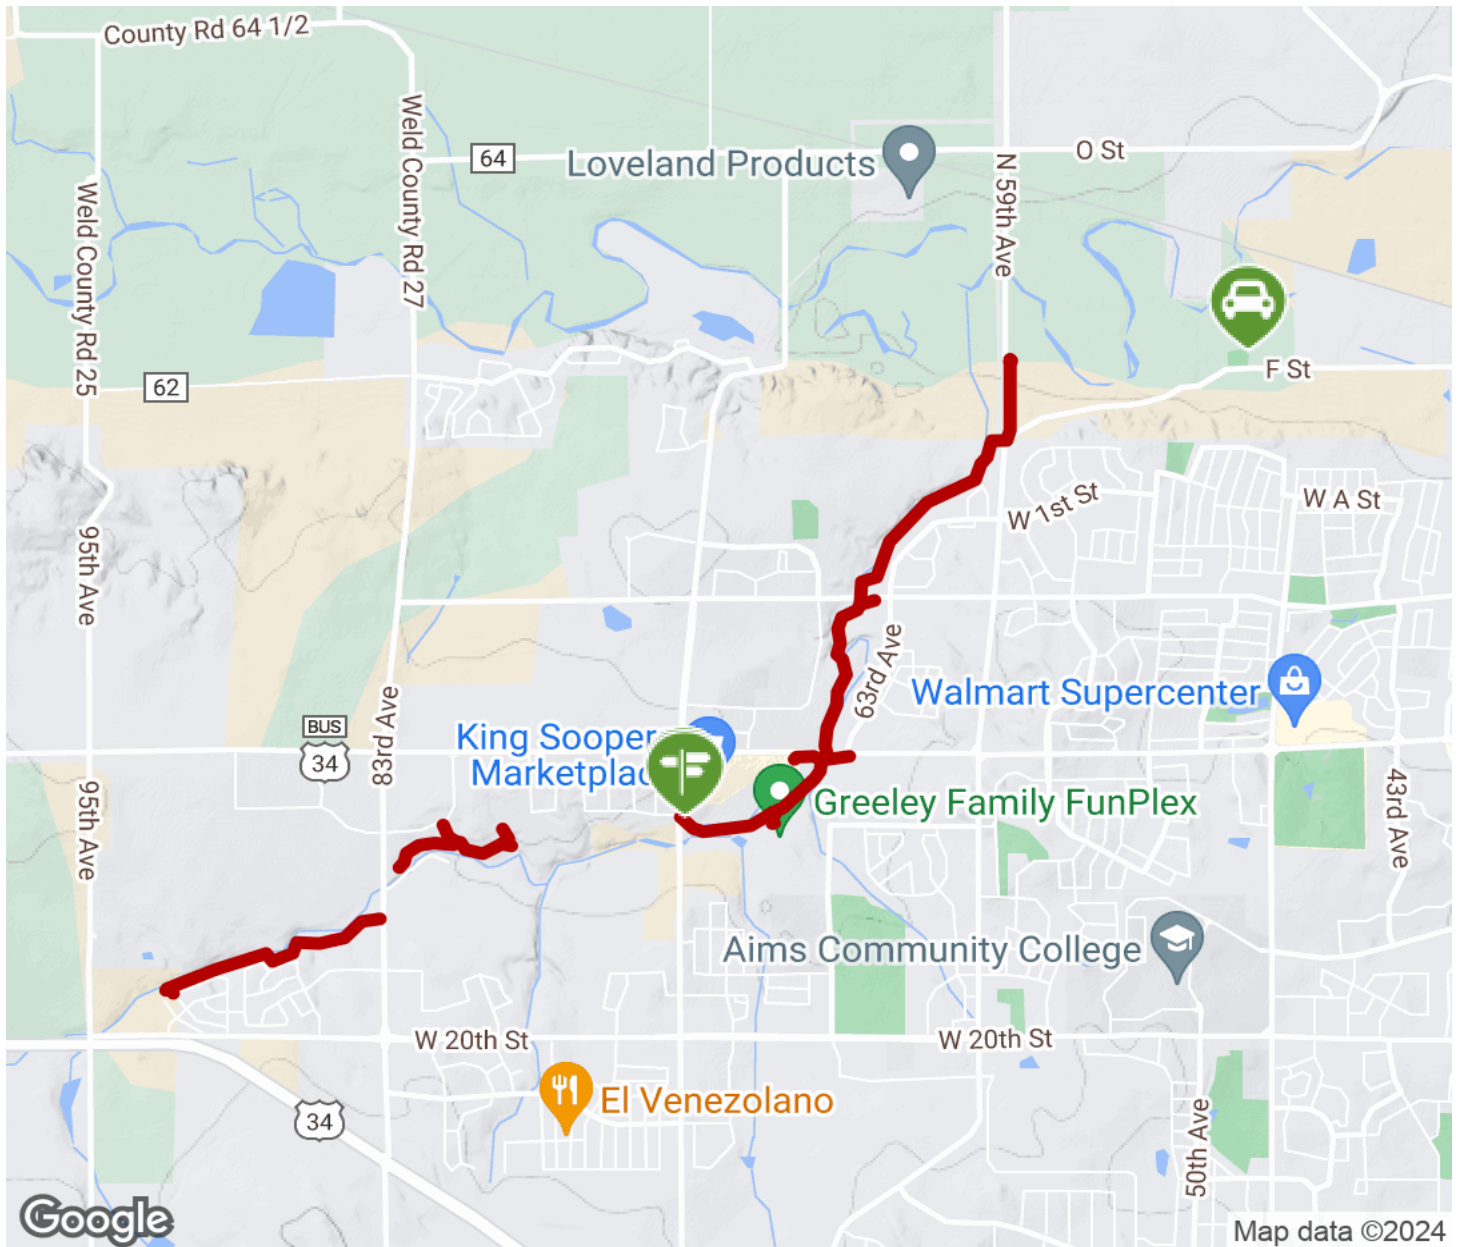 County Rd 64 1/2
Weld County Rd 27
64
Loveland Products
O St
N 59th Ave
Weld County Rd 25
62
F St
W 1st St
W A St
95th Ave
63rd Ave
Walmart Supercenter
83rd Ave
BUS
34
King Sooper
Marketplac
Greeley Family FunPlex
95th Ave
43rd Ave
Aims Community College
W 20th St
W 20th St
El Venezolano
34
50th Ave
Google
Map data ©2024